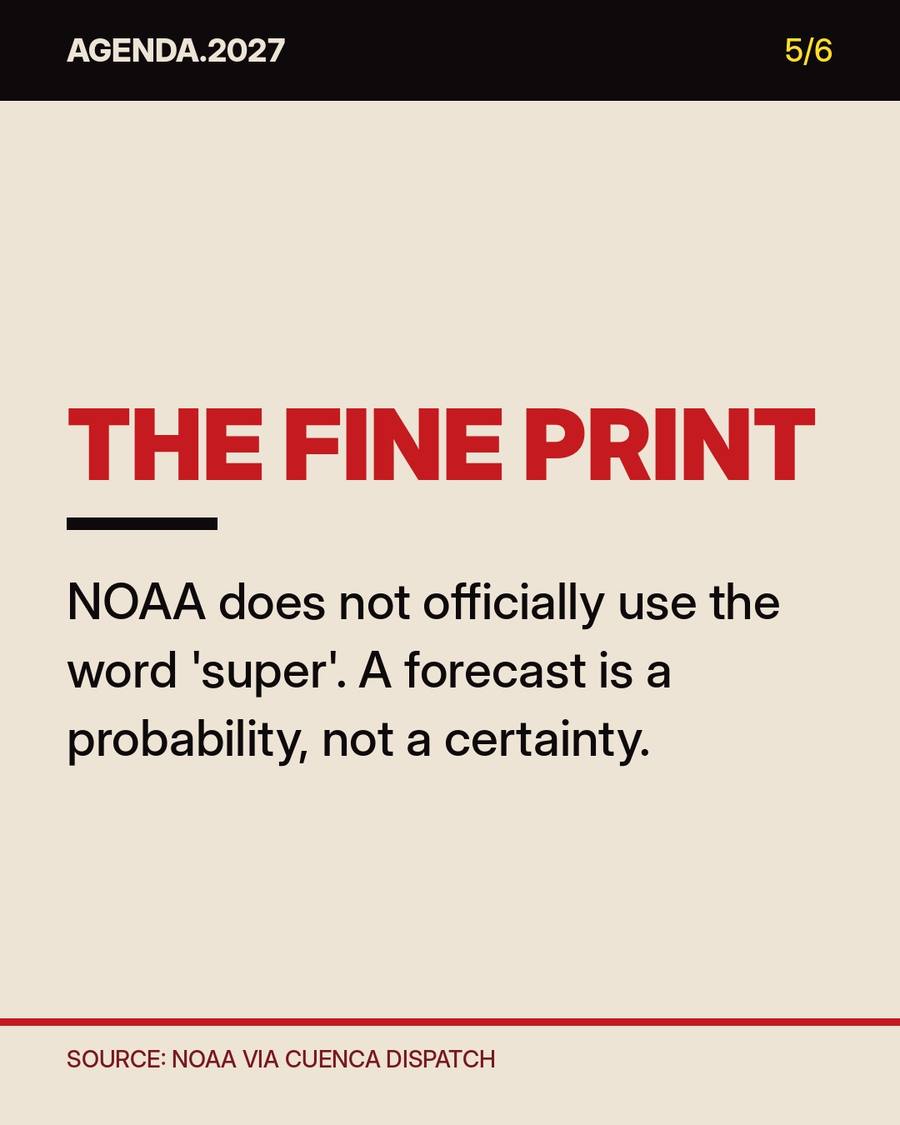 AGENDA.2027
5/6
THE FINE PRINT
NOAA does not officially use the
word 'super'. A forecast is a
probability, not a certainty.
SOURCE: NOAA VIA CUENCA DISPATCH